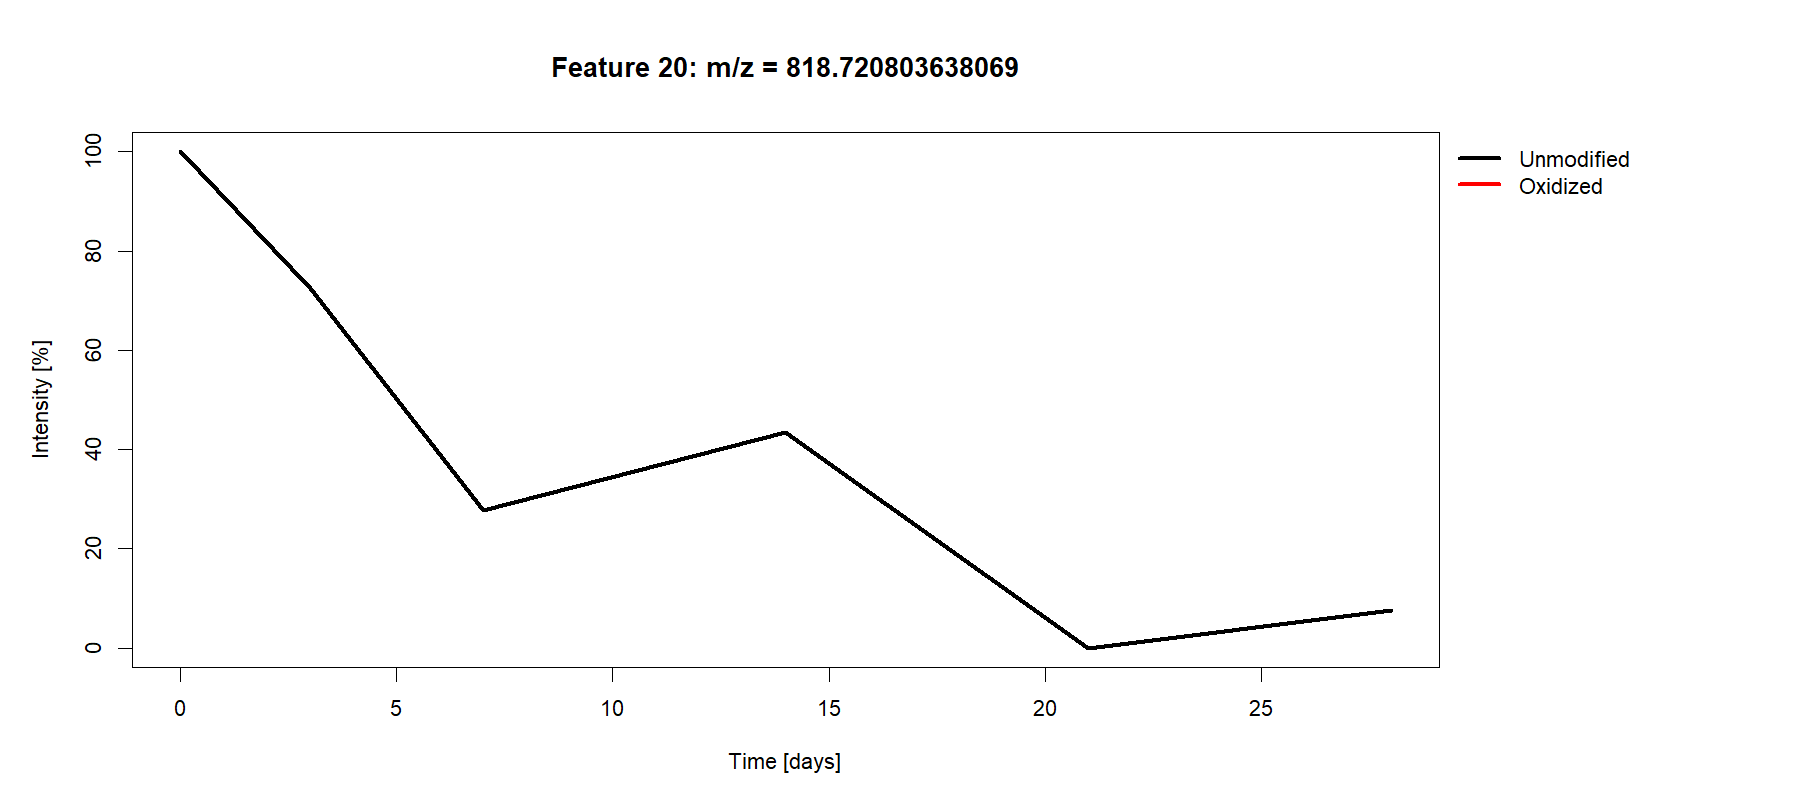 Feature 20: m/z = 818.720803638069
Unmodified
Oxidized
Intensity [%]
100
80
60
40
20
0
0 5 10 15 20 25
Time [days]